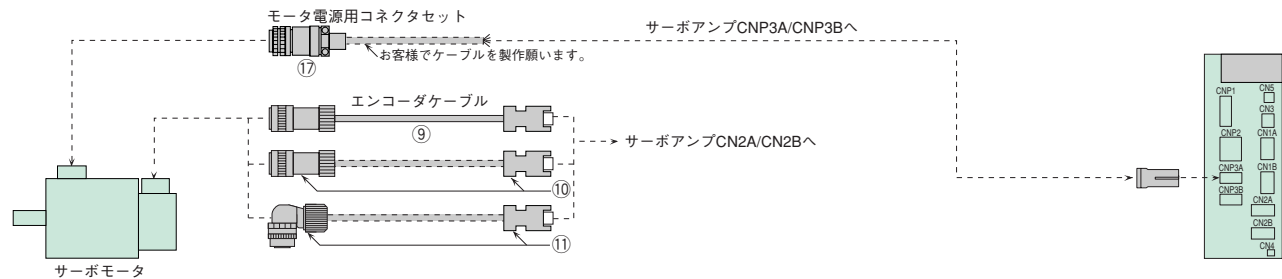 モータ電源用コネクタセット
サーボアンプCNP3A/CNP3Bへ
お客様でケーブルを製作願います。
⑰
エンコーダケーブル
⑨
サーボアンプCN2A/CN2Bへ
⑩
⑪
サーボモータ
CNP1
CN5
CN3
CNP2
CN1A
CNP3A
CN1B
CNP3B
CN2A
CN2B
CN4